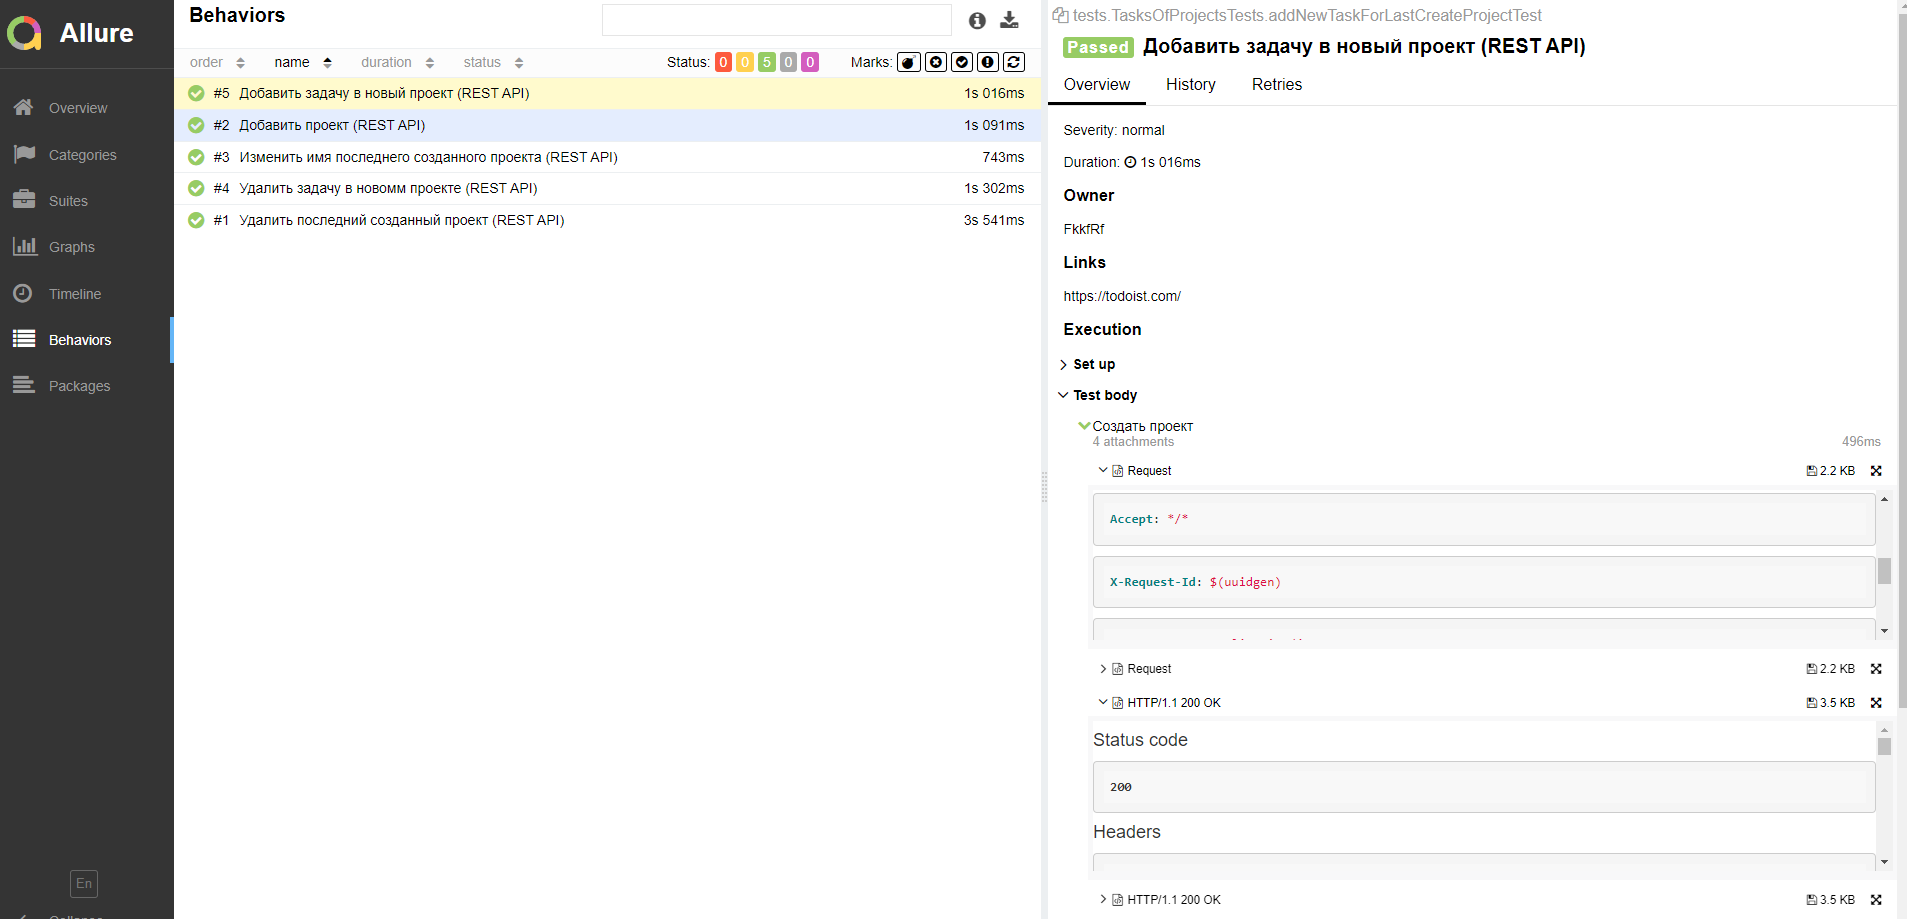 Allure
Overview
Categories
Suites
Graphs
Timeline
Behaviors
Packages
En
Collapse
Behaviors
order name duration status Status: 0 0 5 0 0 Marks:
#5 Добавить задачу в новый проект (REST API) 1s 016ms
#2 Добавить проект (REST API) 1s 091ms
#3 Изменить имя последнего созданного проекта (REST API) 743ms
#4 Удалить задачу в новомм проекте (REST API) 1s 302ms
#1 Удалить последний созданный проект (REST API) 3s 541ms
tests.TasksOfProjectsTests.addNewTaskForLastCreateProjectTest
Passed Добавить задачу в новый проект (REST API)
Overview History Retries
Severity: normal
Duration: 1s 016ms
Owner
FkkfRf
Links
https://todoist.com/
Execution
Set up
Test body
Создать проект
4 attachments 496ms
Request 2.2 KB
Accept: */*
X-Request-Id: $(uuidgen)
Request 2.2 KB
HTTP/1.1 200 OK 3.5 KB
Status code
200
Headers
HTTP/1.1 200 OK 3.5 KB